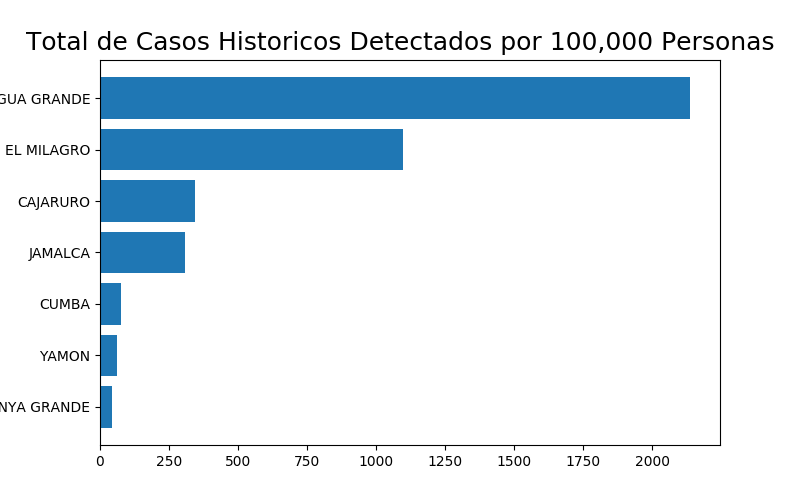 Total de Casos Historicos Detectados por 100,000 Personas
GUA GRANDE
EL MILAGRO
CAJARURO
JAMALCA
CUMBA
YAMON
NYA GRANDE
0 250 500 750 1000 1250 1500 1750 2000